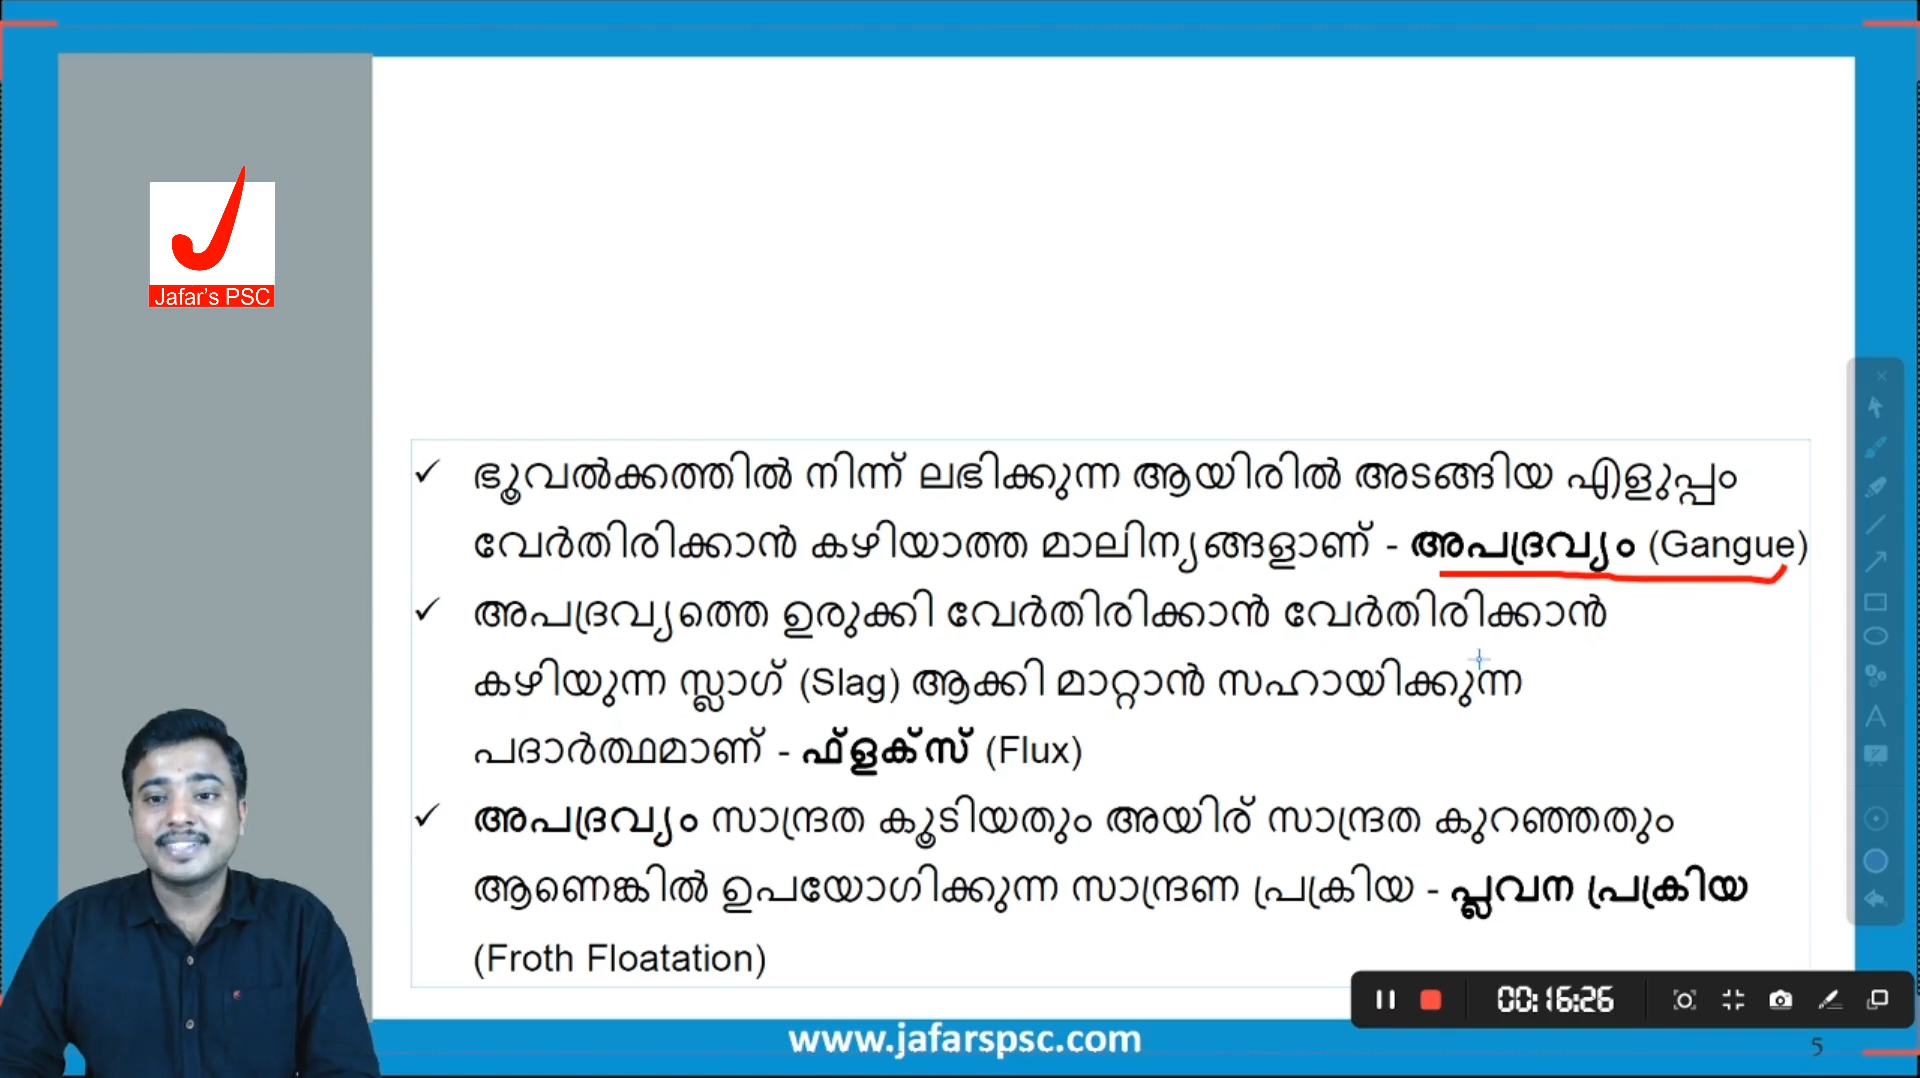 Jafar's PSC
✓ ഭൂവൽക്കത്തിൽ നിന്ന് ലഭിക്കുന്ന ആയിരിൽ അടങ്ങിയ എളുപ്പം
വേർതിരിക്കാൻ കഴിയാത്ത മാലിന്യങ്ങളാണ് - അപദ്രവ്യം (Gangue)
✓ അപദ്രവ്യത്തെ ഉരുക്കി വേർതിരിക്കാൻ വേർതിരിക്കാൻ
കഴിയുന്ന സ്ലാഗ് (Slag) ആക്കി മാറ്റാൻ സഹായിക്കുന്ന
പദാർത്ഥമാണ് - ഫ്ളക്സ് (Flux)
✓ അപദ്രവ്യം സാന്ദ്രത കൂടിയതും അയിര് സാന്ദ്രത കുറഞ്ഞതും
ആണെങ്കിൽ ഉപയോഗിക്കുന്ന സാന്ദ്രണ പ്രക്രിയ - പ്ലവന പ്രക്രിയ
(Froth Floatation)
00:16:26
www.jafarspsc.com
5